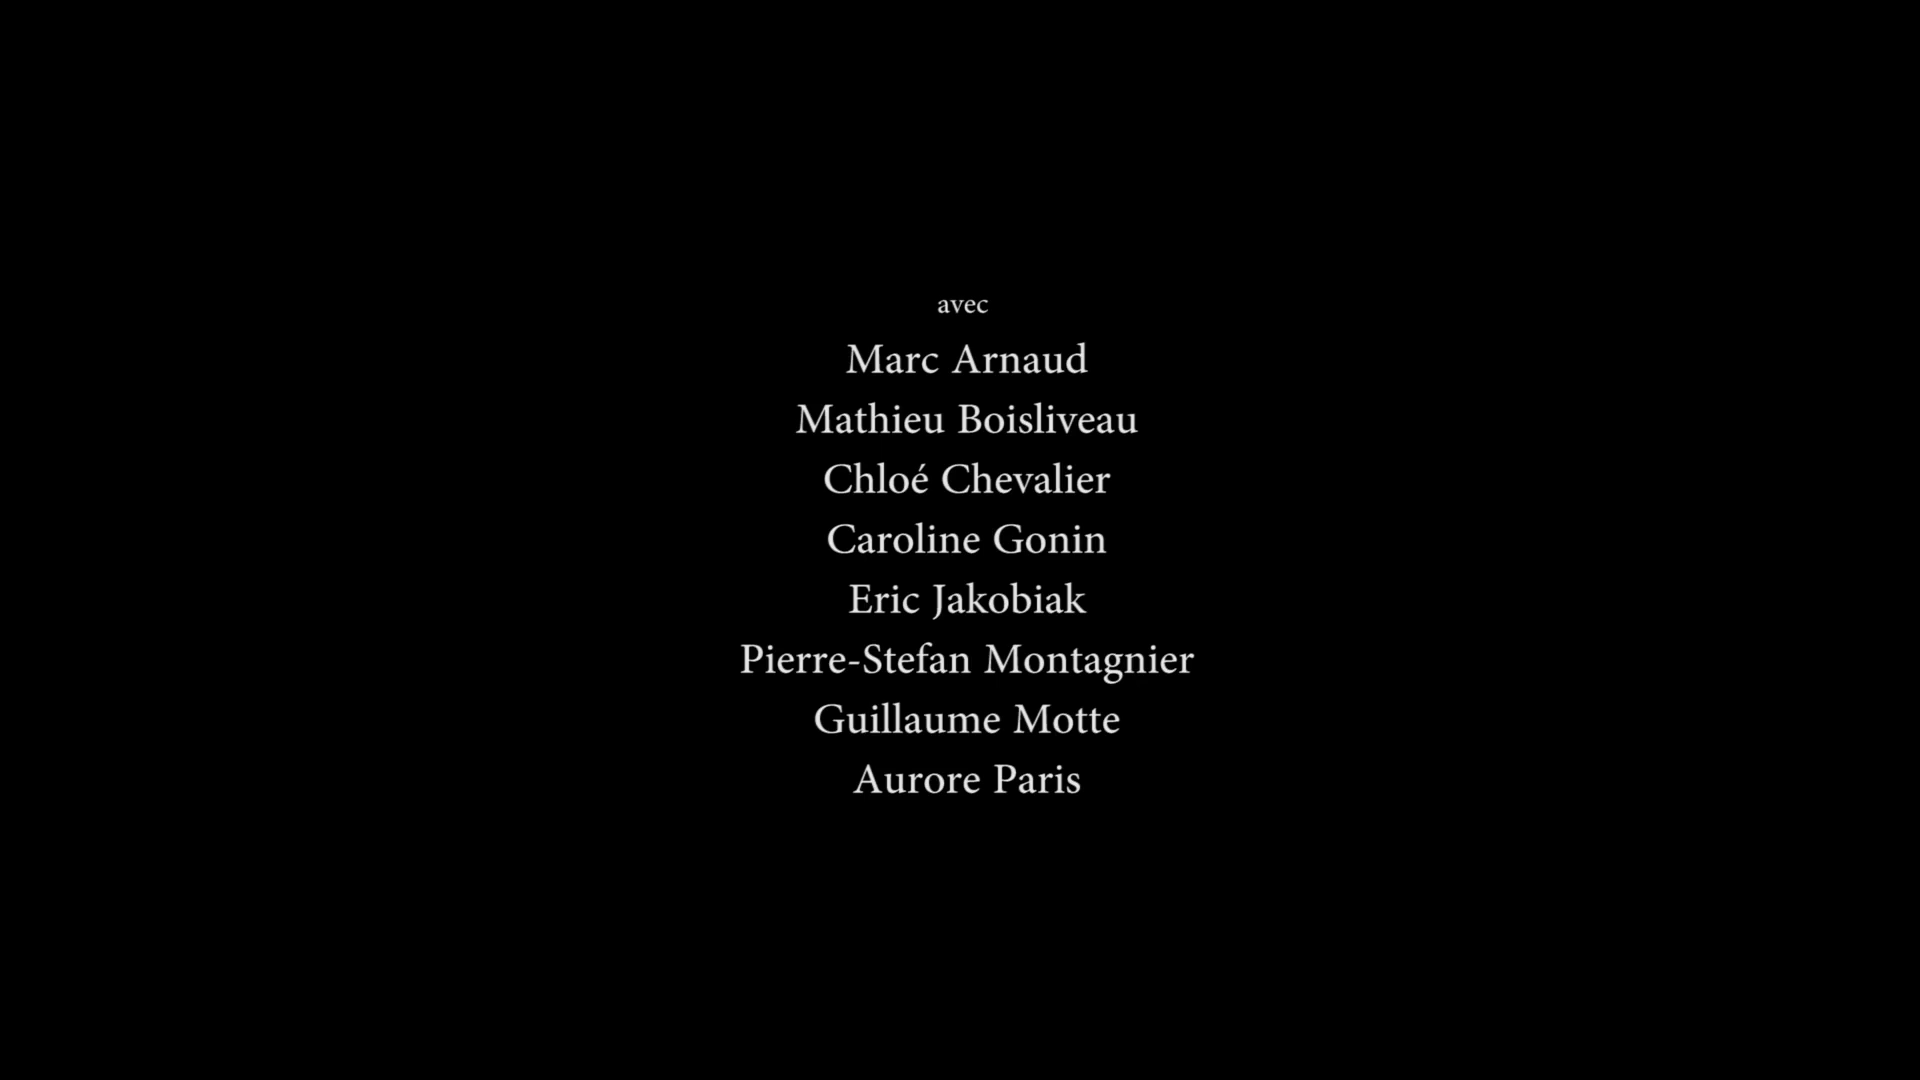 avec
Marc Arnaud
Mathieu Boisliveau
Chloé Chevalier
Caroline Gonin
Eric Jakobiak
Pierre-Stefan Montagnier
Guillaume Motte
Aurore Paris